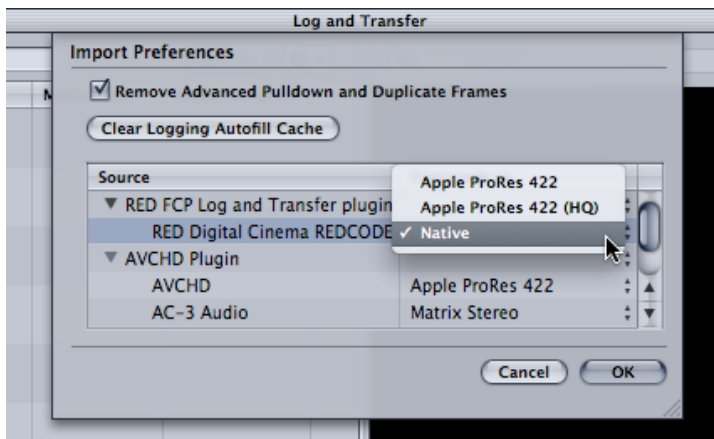 Log and Transfer
Import Preferences
Remove Advanced Pulldown and Duplicate Frames
Clear Logging Autofill Cache
Source
Apple ProRes 422
RED FCP Log and Transfer plugin
Apple ProRes 422 (HQ)
RED Digital Cinema REDCODE
✓ Native
AVCHD Plugin
AVCHD Apple ProRes 422
AC-3 Audio Matrix Stereo
Cancel OK